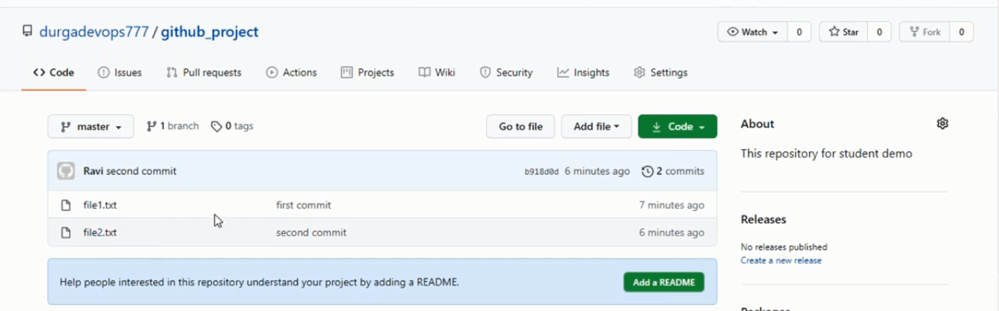 durgadevops777 / github_project
Watch 0 Star 0 Fork 0
Code Issues Pull requests Actions Projects Wiki Security Insights Settings
master 1 branch 0 tags Go to file Add file Code
Ravi second commit b918d0d 6 minutes ago 2 commits
file1.txt first commit 7 minutes ago
file2.txt second commit 6 minutes ago
Help people interested in this repository understand your project by adding a README. Add a README
About
This repository for student demo
Releases
No releases published
Create a new release